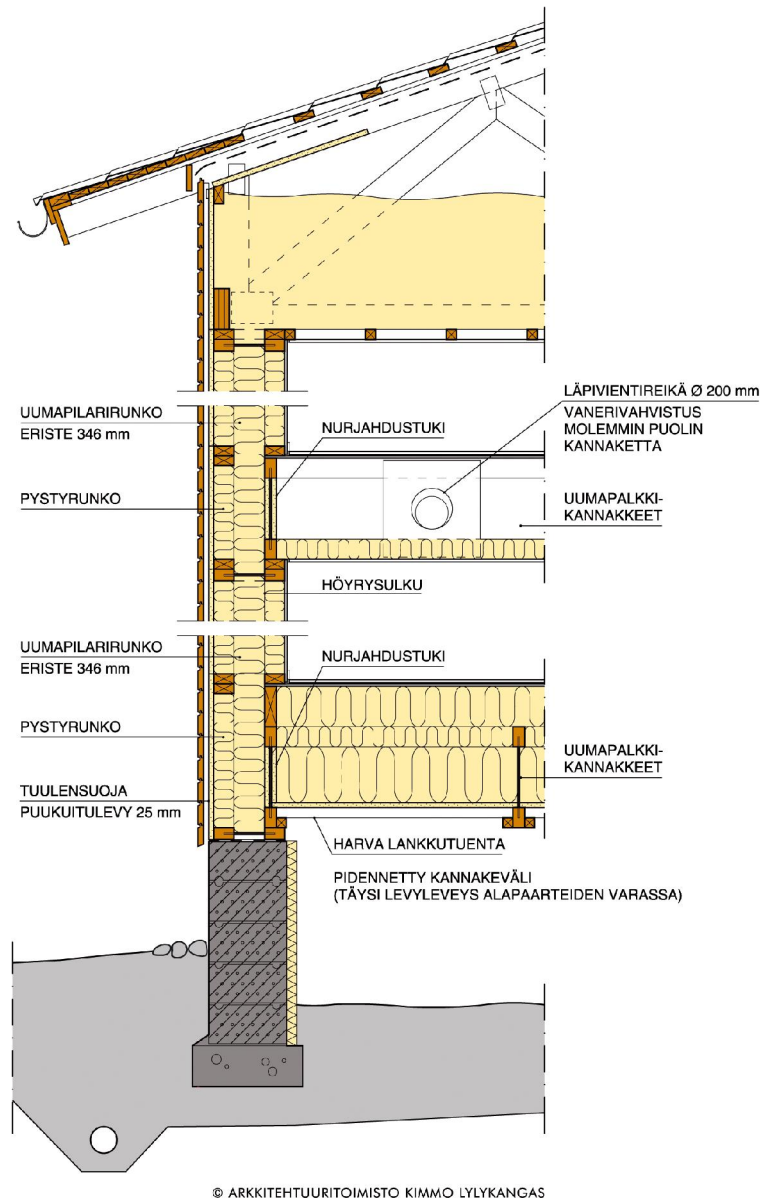 LÄPIVIENTIREIKÄ Ø 200 mm
VANERIVAHVISTUS
MOLEMMIN PUOLIN
KANNAKETTA
UUMAPILARIRUNKO
ERISTE 346 mm
NURJAHDUSTUKI
PYSTYRUNKO
UUMAPALKKI-
KANNAKKEET
HÖYRYSULKU
UUMAPILARIRUNKO
ERISTE 346 mm
NURJAHDUSTUKI
PYSTYRUNKO
UUMAPALKKI-
KANNAKKEET
TUULENSUOJA
PUUKUITULEVY 25 mm
HARVA LANKKUTUENTA
PIDENNETTY KANNAKEVÄLI
(TÄYSI LEVYLEVEYS ALAPAARTEIDEN VARASSA)
© ARKKITEHTUURITOIMISTO KIMMO LYLYKANGAS